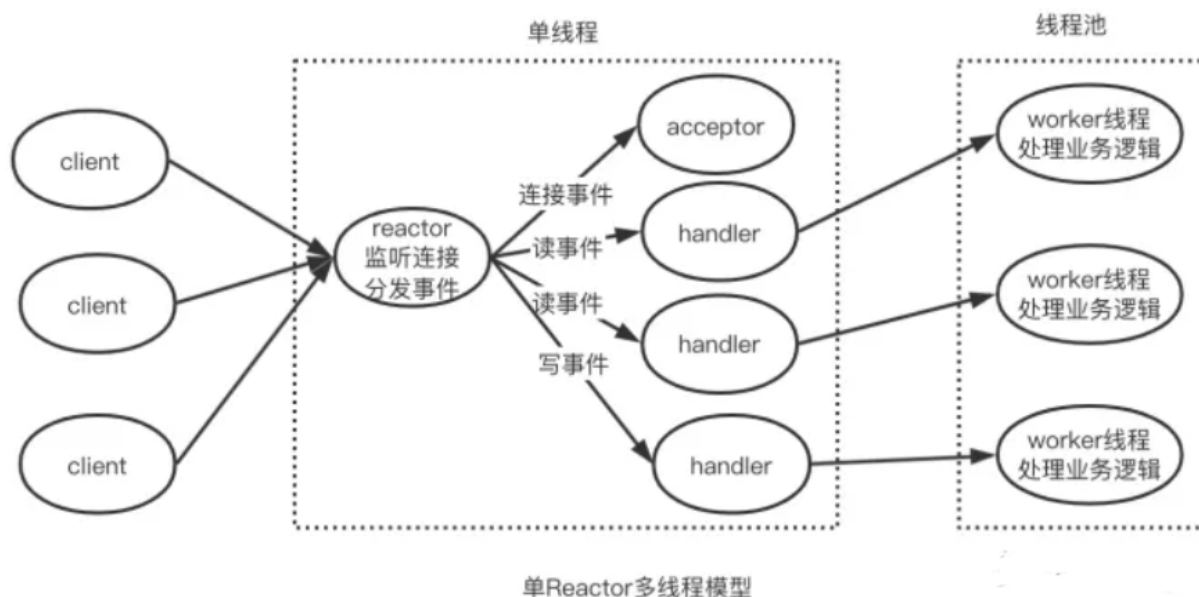 单线程
线程池
client
client
client
reactor
监听连接
分发事件
连接事件
读事件
读事件
写事件
acceptor
handler
handler
handler
worker线程
处理业务逻辑
worker线程
处理业务逻辑
worker线程
处理业务逻辑
单Reactor多线程模型